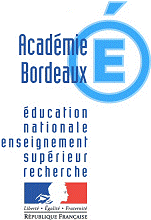 Académie
Bordeaux
É
éducation
nationale
enseignement
supérieur
recherche
Liberté • Égalité • Fraternité
RÉPUBLIQUE FRANÇAISE